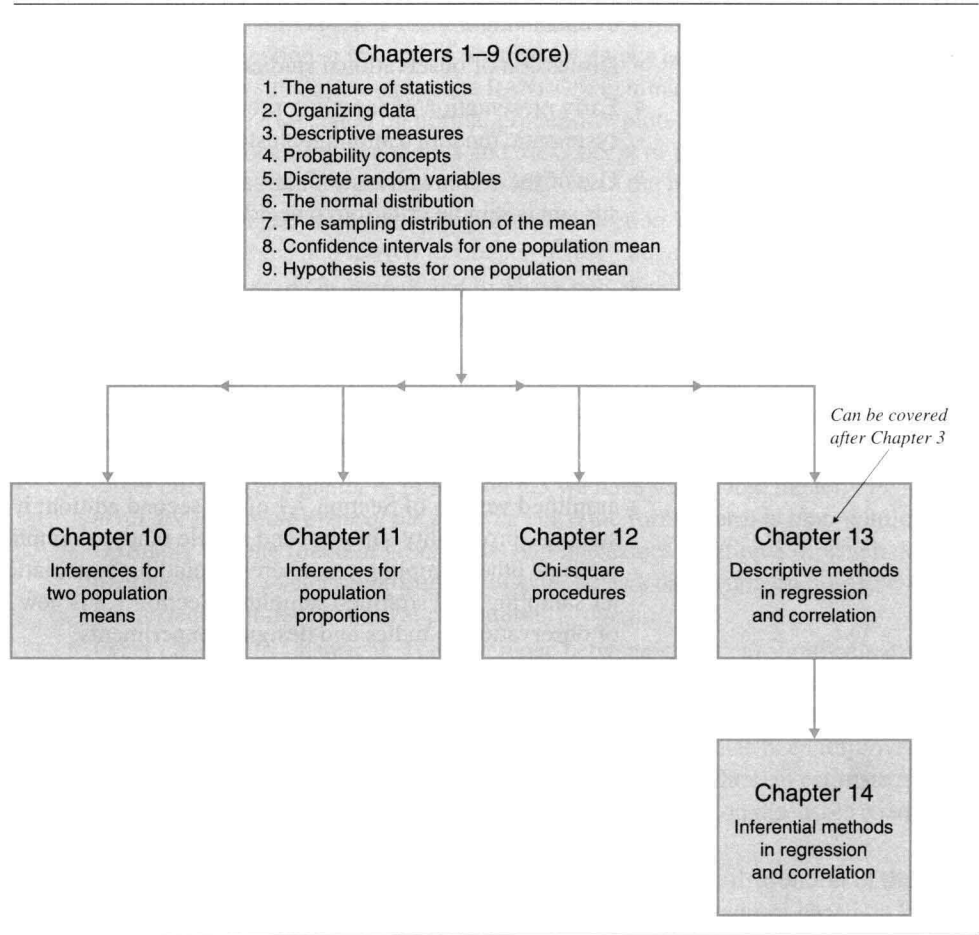 Chapters 1–9 (core)
1. The nature of statistics
2. Organizing data
3. Descriptive measures
4. Probability concepts
5. Discrete random variables
6. The normal distribution
7. The sampling distribution of the mean
8. Confidence intervals for one population mean
9. Hypothesis tests for one population mean
Can be covered
after Chapter 3
Chapter 10
Inferences for
two population
means
Chapter 11
Inferences for
population
proportions
Chapter 12
Chi-square
procedures
Chapter 13
Descriptive methods
in regression
and correlation
Chapter 14
Inferential methods
in regression
and correlation